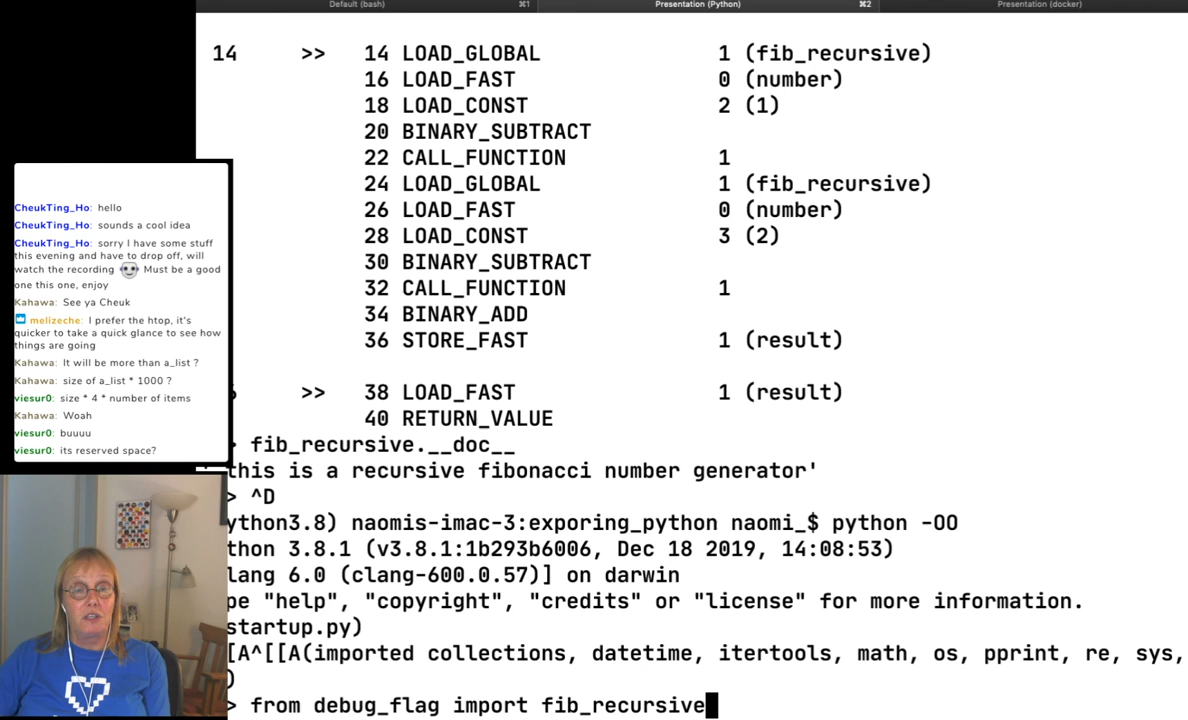 Default (bash) ⌘1 Presentation (Python) ⌘2 Presentation (docker)
14 >> 14 LOAD_GLOBAL 1 (fib_recursive)
16 LOAD_FAST 0 (number)
18 LOAD_CONST 2 (1)
20 BINARY_SUBTRACT
22 CALL_FUNCTION 1
24 LOAD_GLOBAL 1 (fib_recursive)
26 LOAD_FAST 0 (number)
28 LOAD_CONST 3 (2)
30 BINARY_SUBTRACT
32 CALL_FUNCTION 1
34 BINARY_ADD
36 STORE_FAST 1 (result)
>> 38 LOAD_FAST 1 (result)
40 RETURN_VALUE
> fib_recursive.__doc__
'this is a recursive fibonacci number generator'
> ^D
ython3.8) naomis-imac-3:exporing_python naomi_$ python -OO
thon 3.8.1 (v3.8.1:1b293b6006, Dec 18 2019, 14:08:53)
lang 6.0 (clang-600.0.57)] on darwin
pe "help", "copyright", "credits" or "license" for more information.
startup.py)
[A^[[A(imported collections, datetime, itertools, math, os, pprint, re, sys,
)
> from debug_flag import fib_recursive
CheukTing_Ho: hello
CheukTing_Ho: sounds a cool idea
CheukTing_Ho: sorry I have some stuff
this evening and have to drop off, will
watch the recording Must be a good
one this one, enjoy
Kahawa: See ya Cheuk
melizeche: I prefer the htop, it's
quicker to take a quick glance to see how
things are going
Kahawa: It will be more than a_list ?
Kahawa: size of a_list * 1000 ?
viesur0: size * 4 * number of items
Kahawa: Woah
viesur0: buuuu
viesur0: its reserved space?